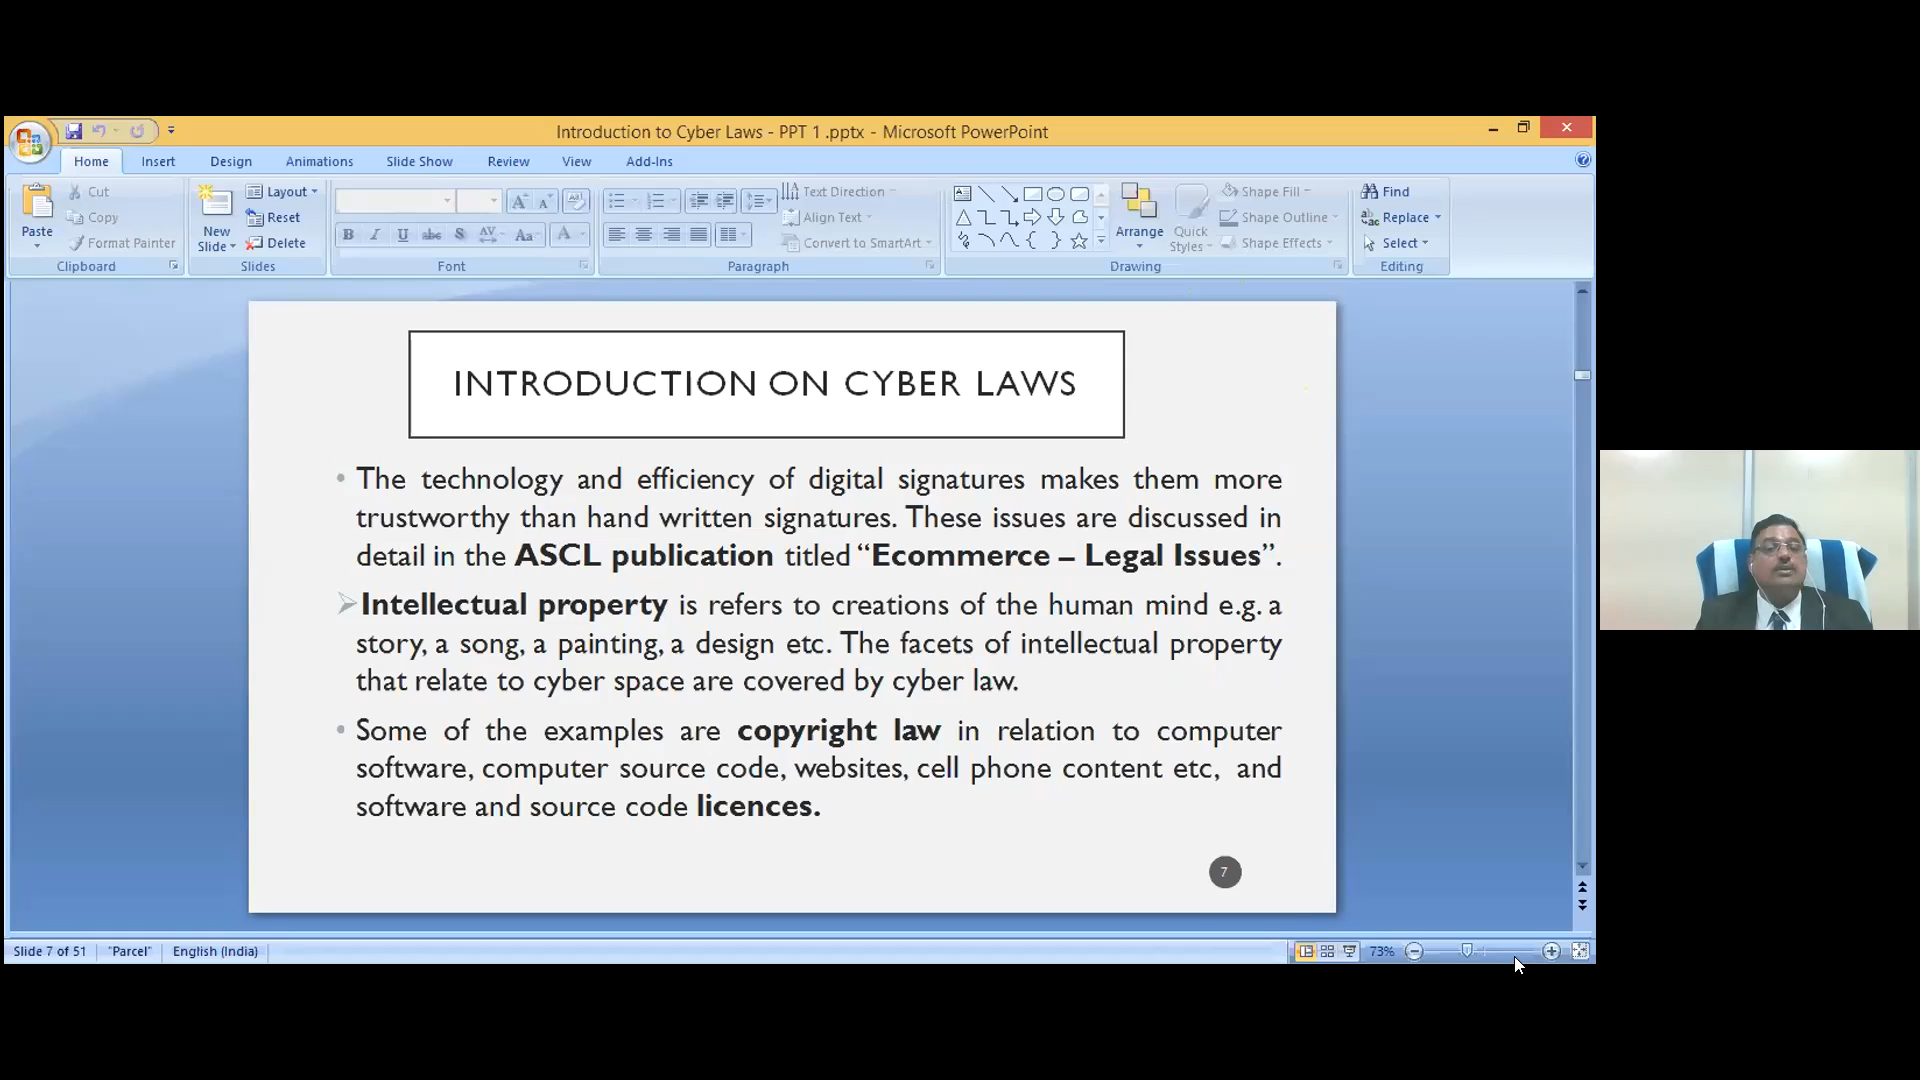 Introduction to Cyber Laws - PPT 1 .pptx - Microsoft PowerPoint
Home Insert Design Animations Slide Show Review View Add-Ins
Paste
Cut
Copy
Format Painter
Clipboard
New
Slide
Layout
Reset
Delete
Slides
B I U abc S AV Aa A
Font
Text Direction
Align Text
Convert to SmartArt
Paragraph
Arrange
Quick
Styles
Shape Fill
Shape Outline
Shape Effects
Drawing
Find
Replace
Select
Editing
INTRODUCTION ON CYBER LAWS
• The technology and efficiency of digital signatures makes them more
trustworthy than hand written signatures. These issues are discussed in
detail in the ASCL publication titled “Ecommerce – Legal Issues”.
➢Intellectual property is refers to creations of the human mind e.g. a
story, a song, a painting, a design etc. The facets of intellectual property
that relate to cyber space are covered by cyber law.
• Some of the examples are copyright law in relation to computer
software, computer source code, websites, cell phone content etc, and
software and source code licences.
7
Slide 7 of 51 "Parcel" English (India) 73%